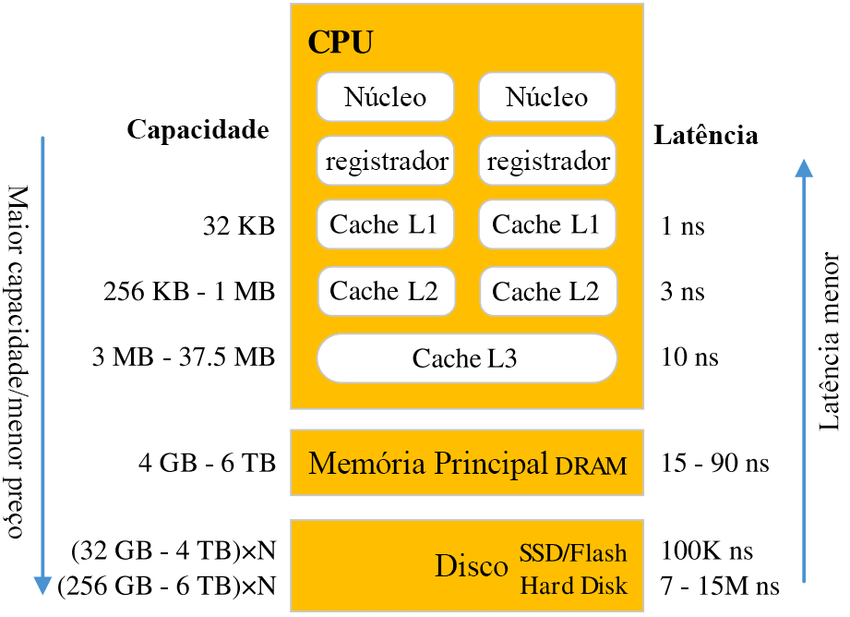 CPU
Núcleo Núcleo
Capacidade
Latência
registrador registrador
32 KB Cache L1 Cache L1 1 ns
256 KB - 1 MB Cache L2 Cache L2 3 ns
3 MB - 37.5 MB Cache L3 10 ns
4 GB - 6 TB Memória Principal DRAM 15 - 90 ns
(32 GB - 4 TB)×N Disco SSD/Flash 100K ns
(256 GB - 6 TB)×N Hard Disk 7 - 15M ns
Maior capacidade/menor preço
Latência menor